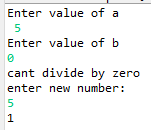 Enter value of a
5
Enter value of b
0
cant divide by zero
enter new number:
5
1